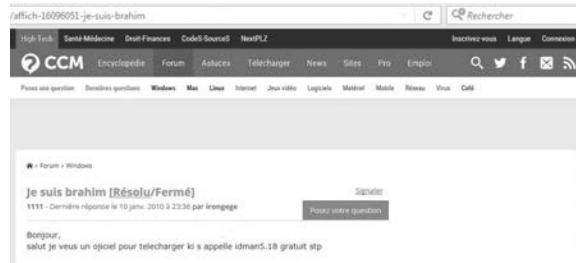 /affich-16096051-je-suis-brahim
Rechercher
High-Tech Santé-Médecine Droit-Finances CodeS-SourceS NextPLZ
Inscrivez-vous Langue Connexion
CCM Encyclopédie Forum Astuces Télécharger News Sites Pro Emploi
Posez une question Dernières questions Windows Mac Linux Internet Jeux vidéo Logiciels Matériel Mobile Réseau Virus Café
> Forum > Windows
Je suis brahim [Résolu/Fermé]
Signaler
1111 - Dernière réponse le 10 janv. 2010 à 23:36 par irongege
Posez votre question
Bonjour,
salut je veus un ojiciel pour telecharger ki s appelle idman5.18 gratuit stp